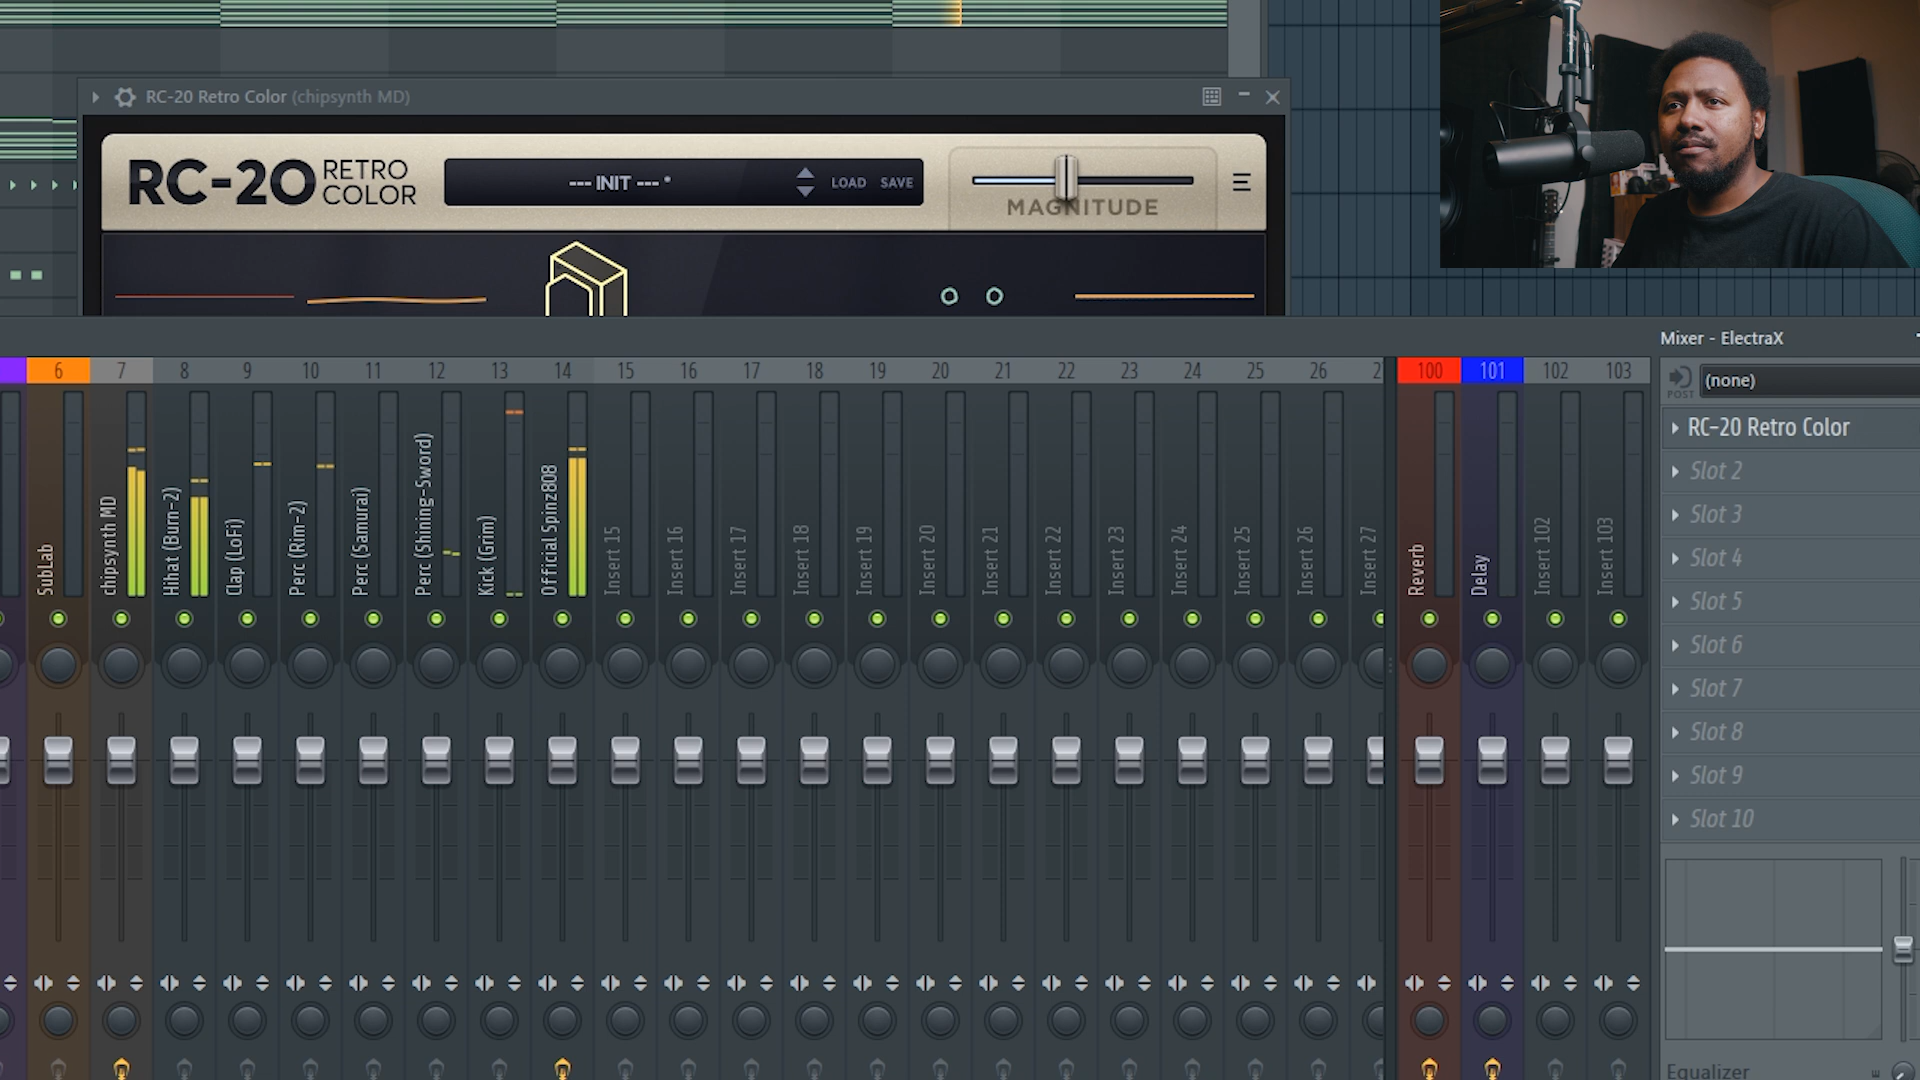 RC-20 Retro Color (chipsynth MD)
RC-20 RETRO COLOR
--- INIT --- *
LOAD SAVE
MAGNITUDE
Mixer - ElectraX
6 7 8 9 10 11 12 13 14 15 16 17 18 19 20 21 22 23 24 25 26 2 100 101 102 103
POST
(none)
SubLab
chipsynth MD
Hihat (Burn-2)
Clap (LoFi)
Perc (Rim-2)
Perc (Samurai)
Perc (Shining-Sword)
Kick (Grim)
Official Spinz808
Insert 15
Insert 16
Insert 17
Insert 18
Insert 19
Insert 20
Insert 21
Insert 22
Insert 23
Insert 24
Insert 25
Insert 26
Insert 27
Reverb
Delay
Insert 102
Insert 103
RC-20 Retro Color
Slot 2
Slot 3
Slot 4
Slot 5
Slot 6
Slot 7
Slot 8
Slot 9
Slot 10
Equalizer